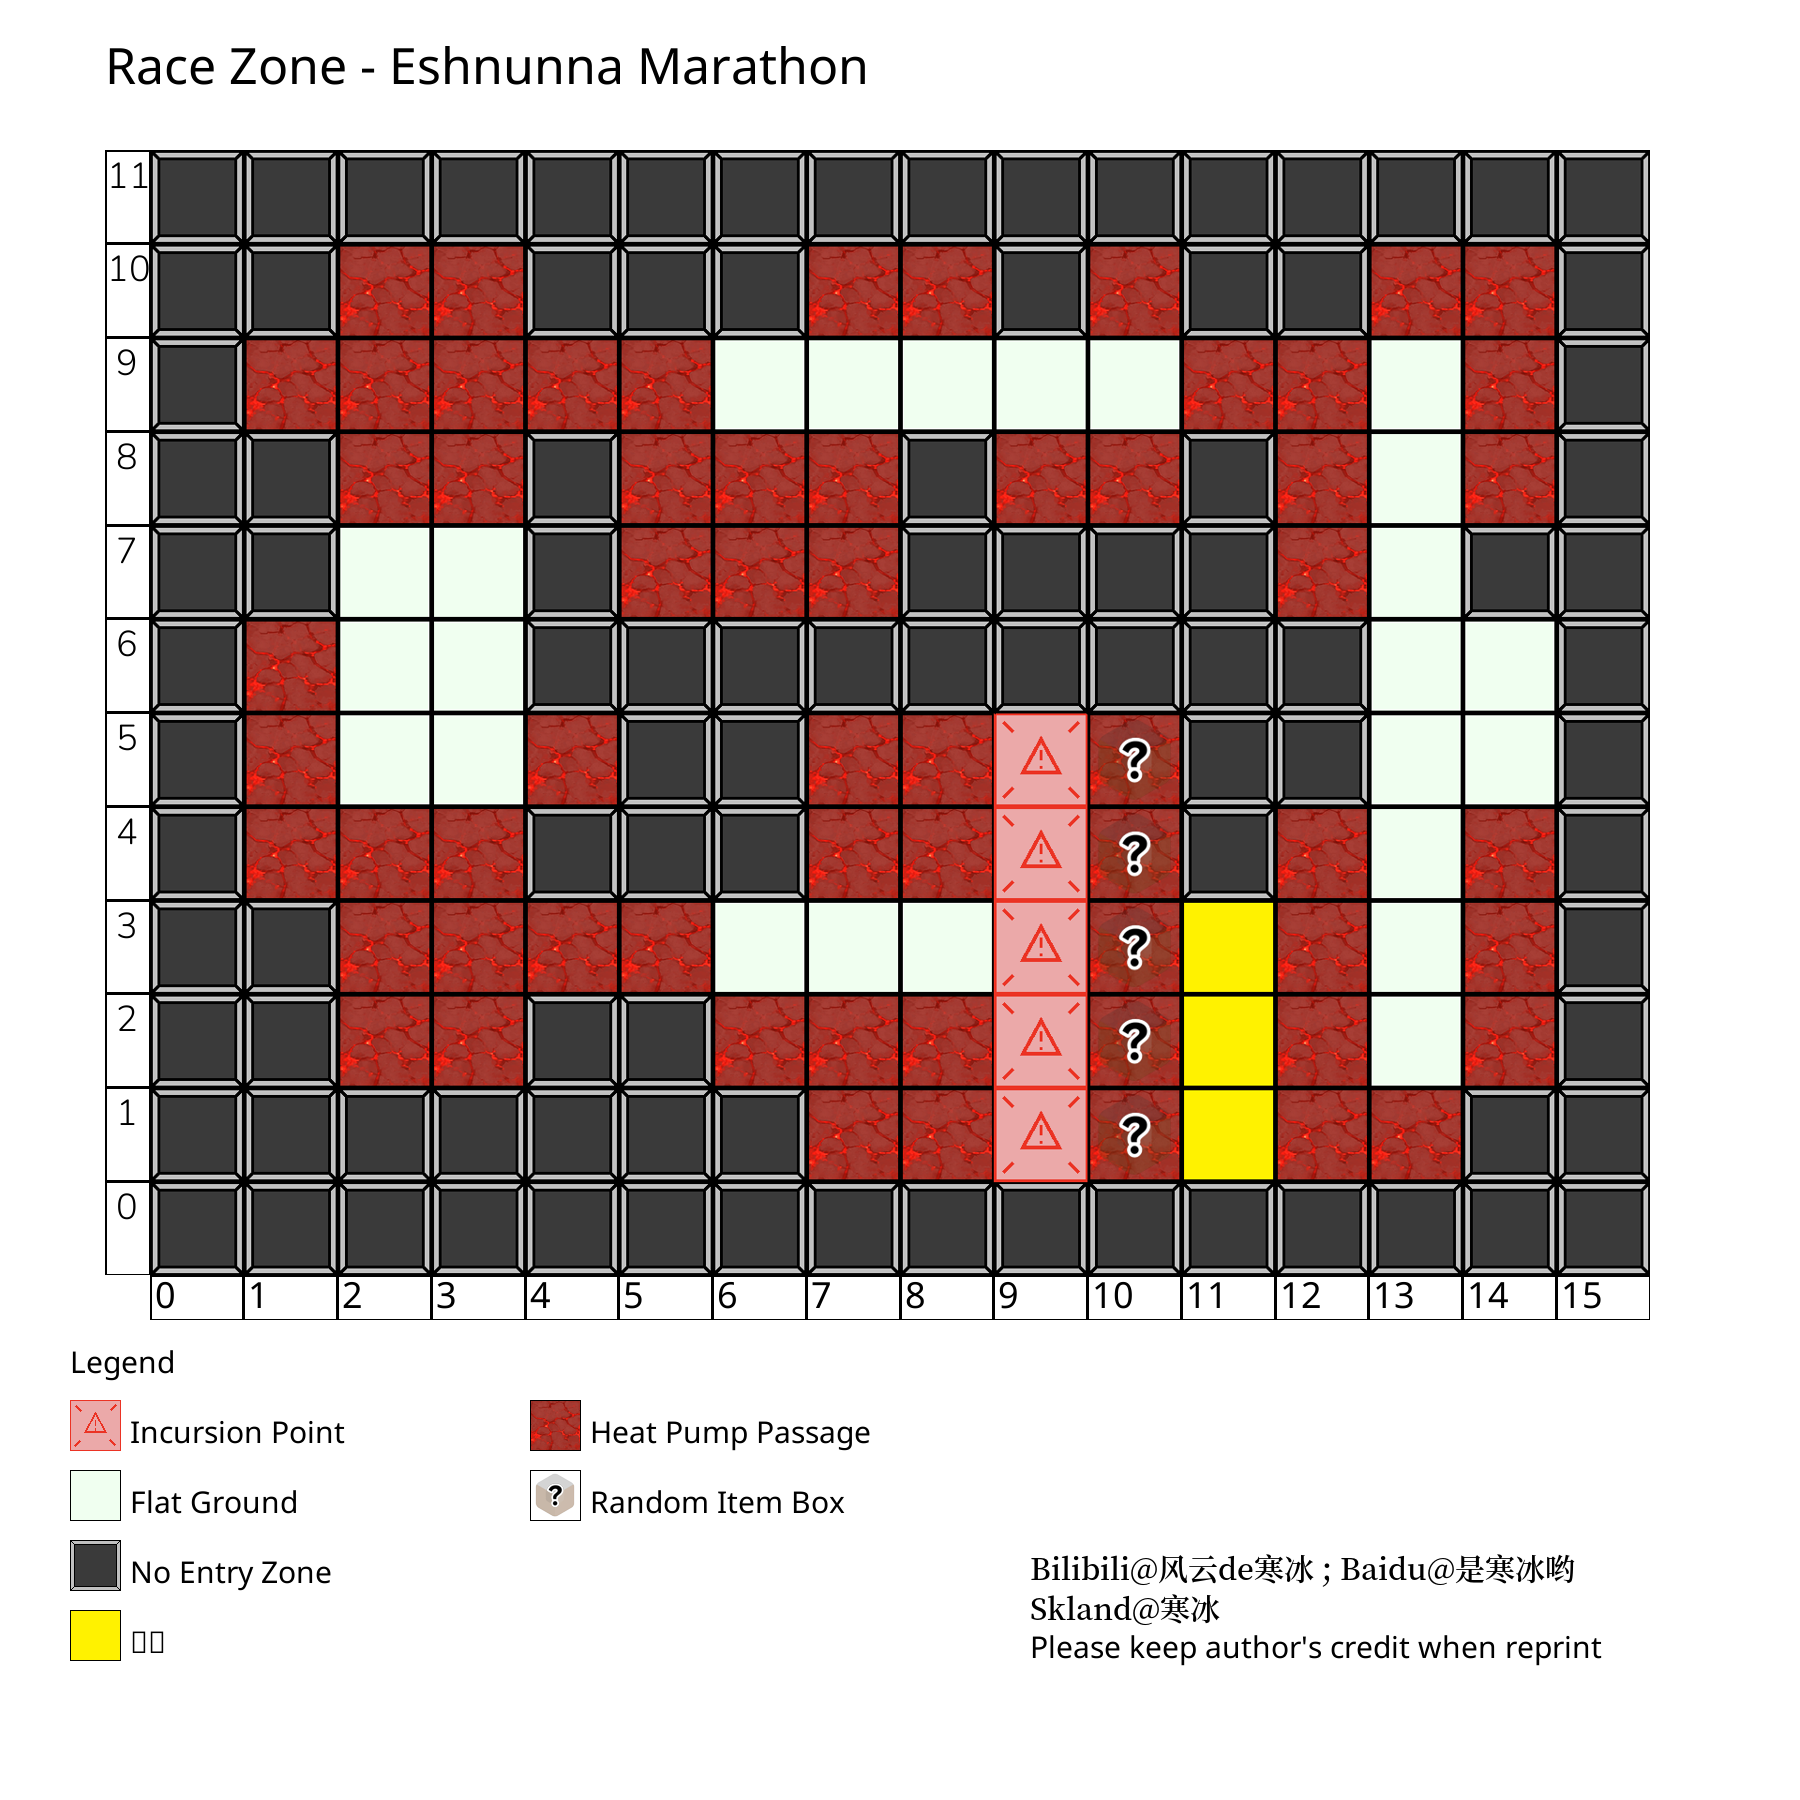 Race Zone - Eshnunna Marathon
11
10
9
8
7
6
5
4
3
2
1
0
0 1 2 3 4 5 6 7 8 9 10 11 12 13 14 15
Legend
Incursion Point
Heat Pump Passage
Flat Ground
Random Item Box
No Entry Zone
Bilibili@风云de寒冰 ; Baidu@是寒冰哟
Skland@寒冰
Please keep author's credit when reprint